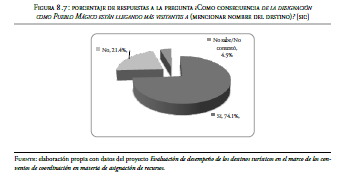 Figura 8.7: porcentaje de respuestas a la pregunta ¿Como consecuencia de la designación
como Pueblo Mágico están llegando más visitantes a (mencionar nombre del destino)? [sic]
No sabe/No
contestó,
4.5%
No, 21.4%
Sí, 74.1%
Fuente: elaboración propia con datos del proyecto Evaluación de desempeño de los destinos turísticos en el marco de los con-
venios de coordinación en materia de asignación de recursos.